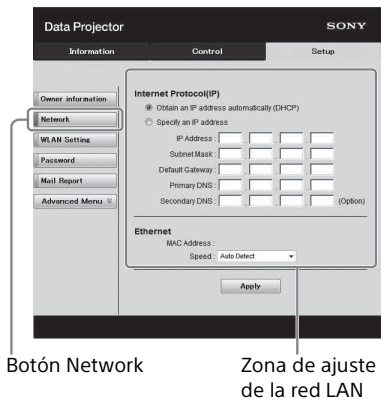 Data Projector
SONY
Information
Control
Setup
Owner information
Network
WLAN Setting
Password
Mail Report
Advanced Menu
Internet Protocol(IP)
Obtain an IP address automatically (DHCP)
Specify an IP address
IP Address :
Subnet Mask :
Default Gateway :
Primary DNS :
Secondary DNS : (Option)
Ethernet
MAC Address :
Speed : Auto Detect
Apply
Botón Network
Zona de ajuste
de la red LAN